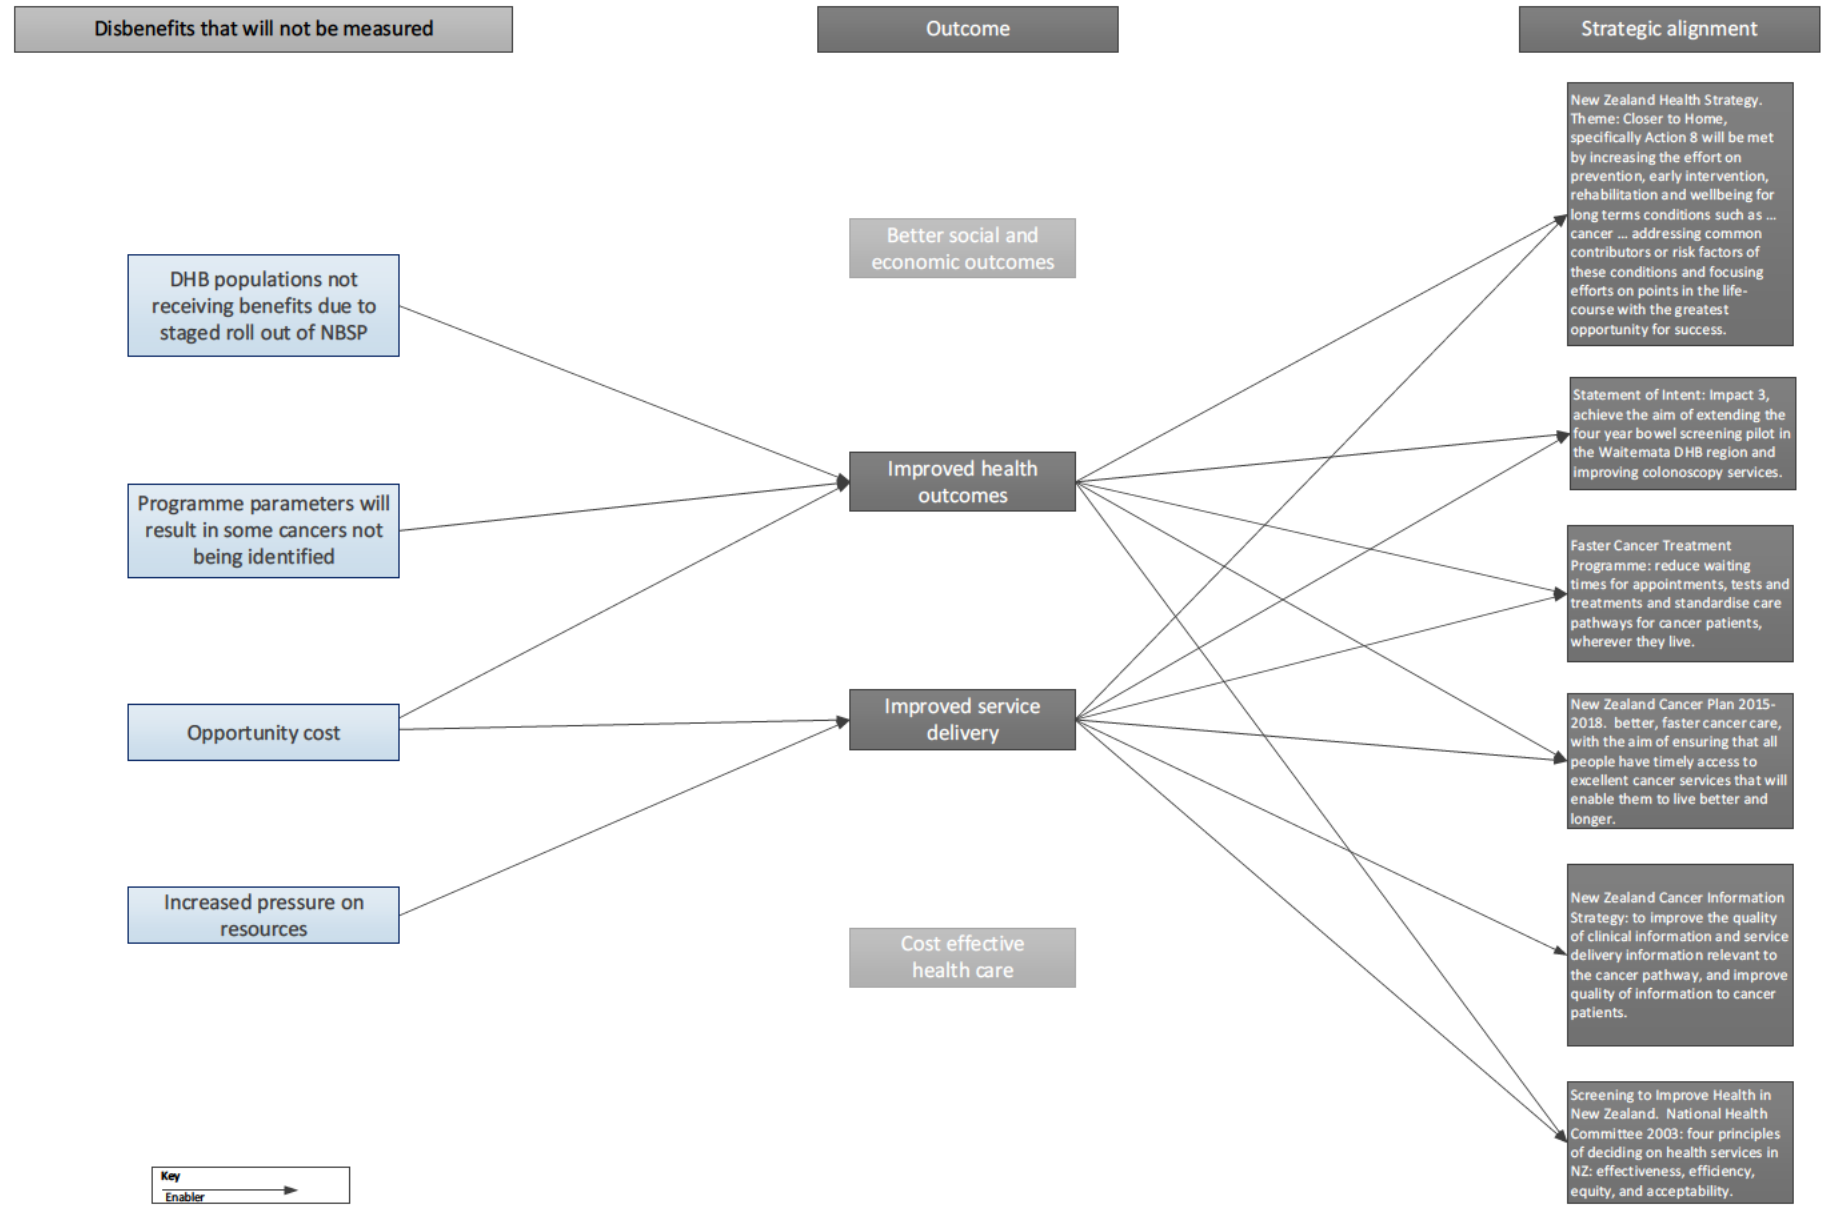 Disbenefits that will not be measured
Outcome
Strategic alignment
DHB populations not
receiving benefits due to
staged roll out of NBSP
Programme parameters will
result in some cancers not
being identified
Opportunity cost
Increased pressure on
resources
Better social and
economic outcomes
Improved health
outcomes
Improved service
delivery
Cost effective
health care
New Zealand Health Strategy.
Theme: Closer to Home,
specifically Action 8 will be met
by increasing the effort on
prevention, early intervention,
rehabilitation and wellbeing for
long terms conditions such as ...
cancer ... addressing common
contributors or risk factors of
these conditions and focusing
efforts on points in the life-
course with the greatest
opportunity for success.
Statement of Intent: Impact 3,
achieve the aim of extending the
four year bowel screening pilot in
the Waitemata DHB region and
improving colonoscopy services.
Faster Cancer Treatment
Programme: reduce waiting
times for appointments, tests and
treatments and standardise care
pathways for cancer patients,
wherever they live.
New Zealand Cancer Plan 2015-
2018.  better, faster cancer care,
with the aim of ensuring that all
people have timely access to
excellent cancer services that will
enable them to live better and
longer.
New Zealand Cancer Information
Strategy: to improve the quality
of clinical information and service
delivery information relevant to
the cancer pathway, and improve
quality of information to cancer
patients.
Screening to Improve Health in
New Zealand.  National Health
Committee 2003: four principles
of deciding on health services in
NZ: effectiveness, efficiency,
equity, and acceptability.
Key
Enabler